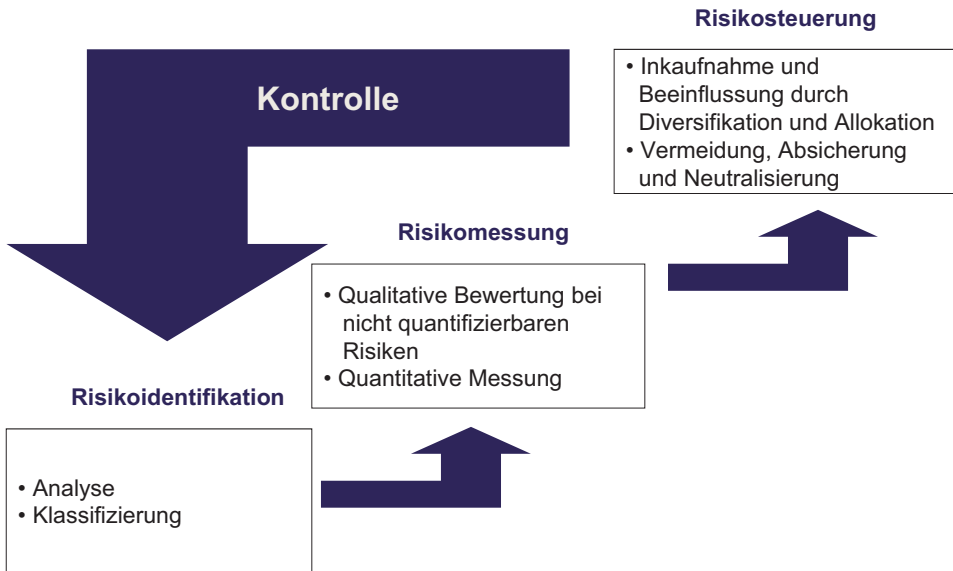 Risikosteuerung
• Inkaufnahme und
Beeinflussung durch
Diversifikation und Allokation
• Vermeidung, Absicherung
und Neutralisierung
Kontrolle
Risikomessung
• Qualitative Bewertung bei
nicht quantifizierbaren
Risiken
• Quantitative Messung
Risikoidentifikation
• Analyse
• Klassifizierung